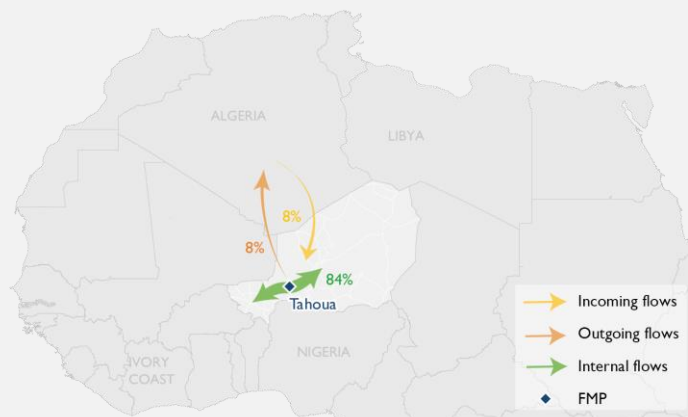 ALGERIA
LIBYA
8%
8%
84%
Tahoua
NIGERIA
IVORY
COAST
Incoming flows
Outgoing flows
Internal flows
FMP